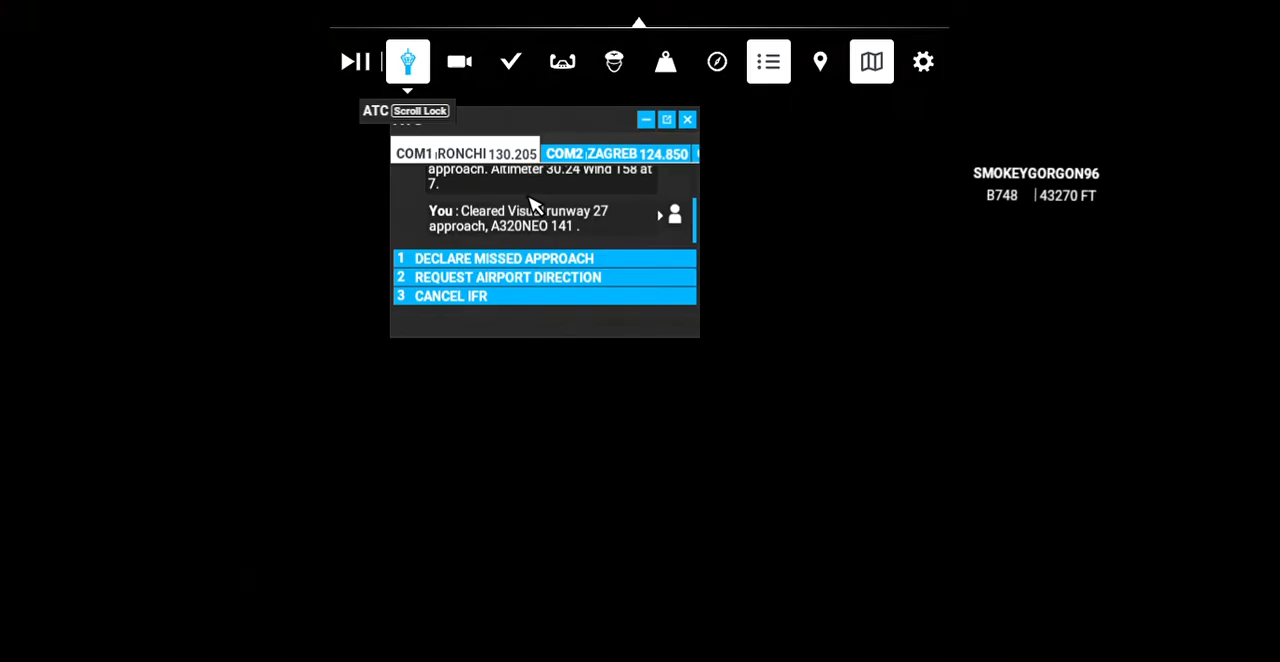 ATC Scroll Lock
COM1 RONCHI 130.205 COM2 ZAGREB 124.850
approach. Altimeter 30.24 Wind 158 at
7.
You : Cleared Visual runway 27
approach, A320NEO 141 .
1 DECLARE MISSED APPROACH
2 REQUEST AIRPORT DIRECTION
3 CANCEL IFR
SMOKEYGORGON96
B748 | 43270 FT